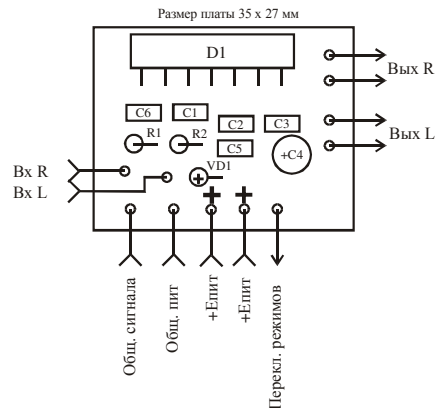 Размер платы 35 x 27 мм
D1
Вых R
C6
C1
C2
C3
Вых L
R1
R2
C5
+C4
VD1
Вх R
Вх L
Общ. сигнала
Общ. пит
+Епит
+Епит
Перекл. режимов